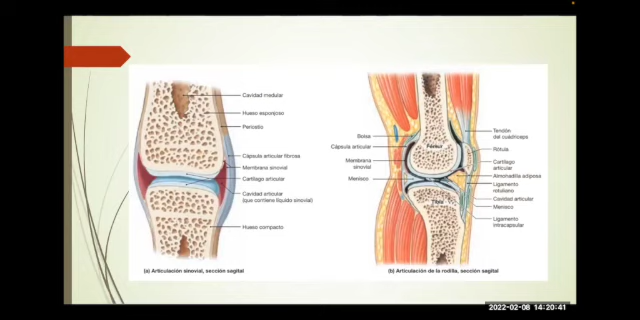 Cavidad medular
Hueso esponjoso
Periostio
Cápsula articular fibrosa
Membrana sinovial
Cartílago articular
Cavidad articular
(que contiene líquido sinovial)
Hueso compacto
(a) Articulación sinovial, sección sagital
Bolsa
Cápsula articular
Membrana
sinovial
Menisco
Fémur
Tibia
Tendón
del cuádriceps
Rótula
Cartílago
articular
Almohadilla adiposa
Ligamento
rotuliano
Cavidad articular
Menisco
Ligamento
intracapsular
(b) Articulación de la rodilla, sección sagital
2022-02-08 14:20:41